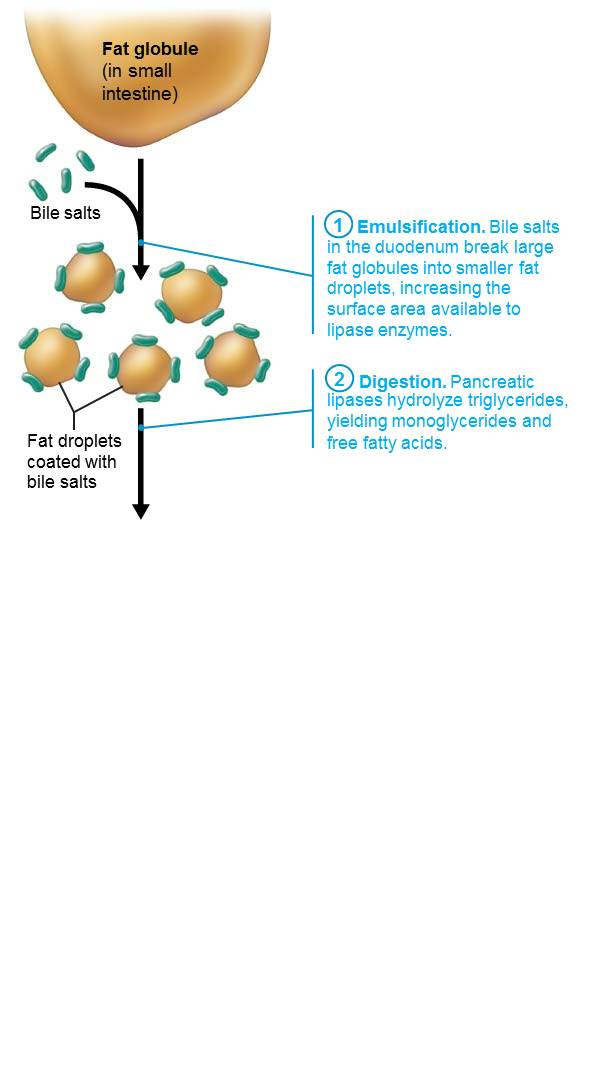 Fat globule
(in small
intestine)
Bile salts
1 Emulsification. Bile salts
in the duodenum break large
fat globules into smaller fat
droplets, increasing the
surface area available to
lipase enzymes.
2 Digestion. Pancreatic
lipases hydrolyze triglycerides,
yielding monoglycerides and
free fatty acids.
Fat droplets
coated with
bile salts